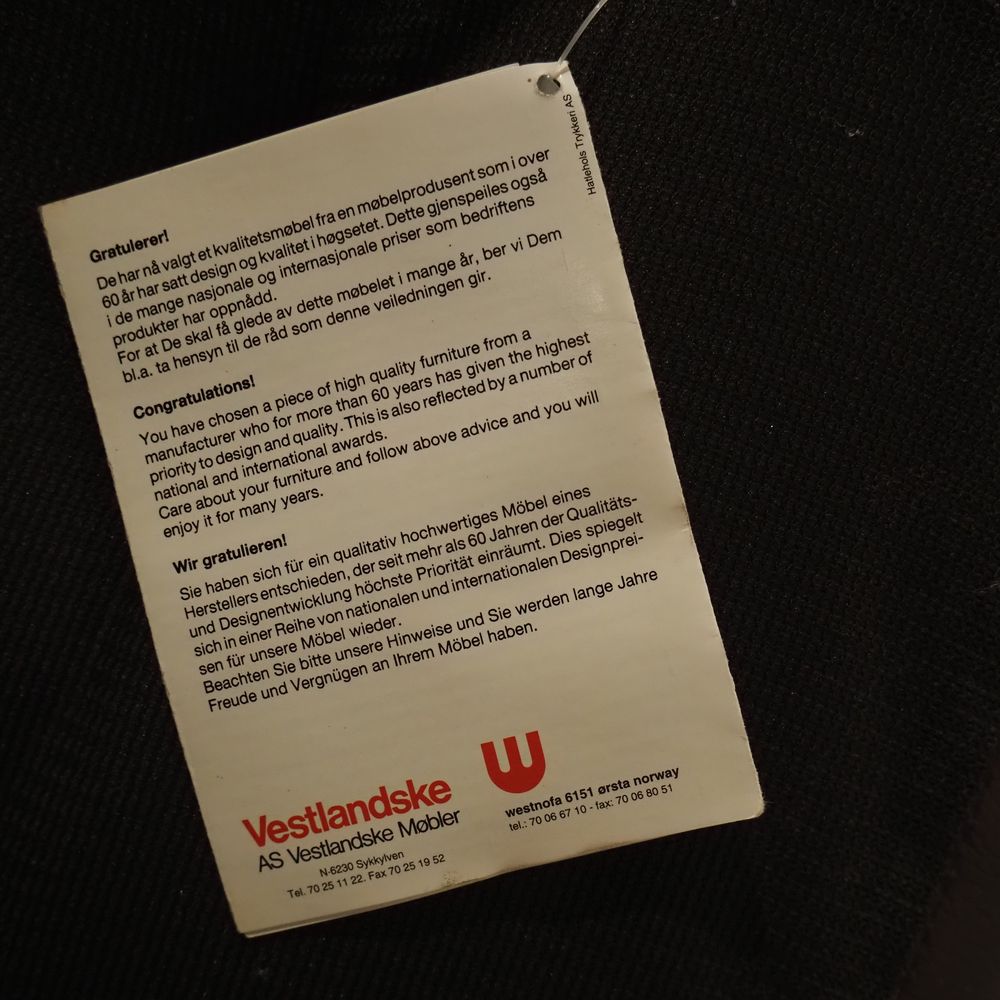 Hatlehols Trykkeri AS
Gratulerer!
De har nå valgt et kvalitetsmøbel fra en møbelprodusent som i over
60 år har satt design og kvalitet i høgsetet. Dette gjenspeiles også
i de mange nasjonale og internasjonale priser som bedriftens
produkter har oppnådd.
For at De skal få glede av dette møbelet i mange år, ber vi Dem
bl.a. ta hensyn til de råd som denne veiledningen gir.
Congratulations!
You have chosen a piece of high quality furniture from a
manufacturer who for more than 60 years has given the highest
priority to design and quality. This is also reflected by a number of
national and international awards.
Care about your furniture and follow above advice and you will
enjoy it for many years.
Wir gratulieren!
Sie haben sich für ein qualitativ hochwertiges Möbel eines
Herstellers entschieden, der seit mehr als 60 Jahren der Qualitäts-
und Designentwicklung höchste Priorität einräumt. Dies spiegelt
sich in einer Reihe von nationalen und internationalen Designprei-
sen für unsere Möbel wieder.
Beachten Sie bitte unsere Hinweise und Sie werden lange Jahre
Freude und Vergnügen an Ihrem Möbel haben.
Vestlandske
AS Vestlandske Møbler
N-6230 Sykkylven
Tel. 70 25 11 22. Fax 70 25 19 52
westnofa 6151 ørsta norway
tel.: 70 06 67 10 - fax: 70 06 80 51